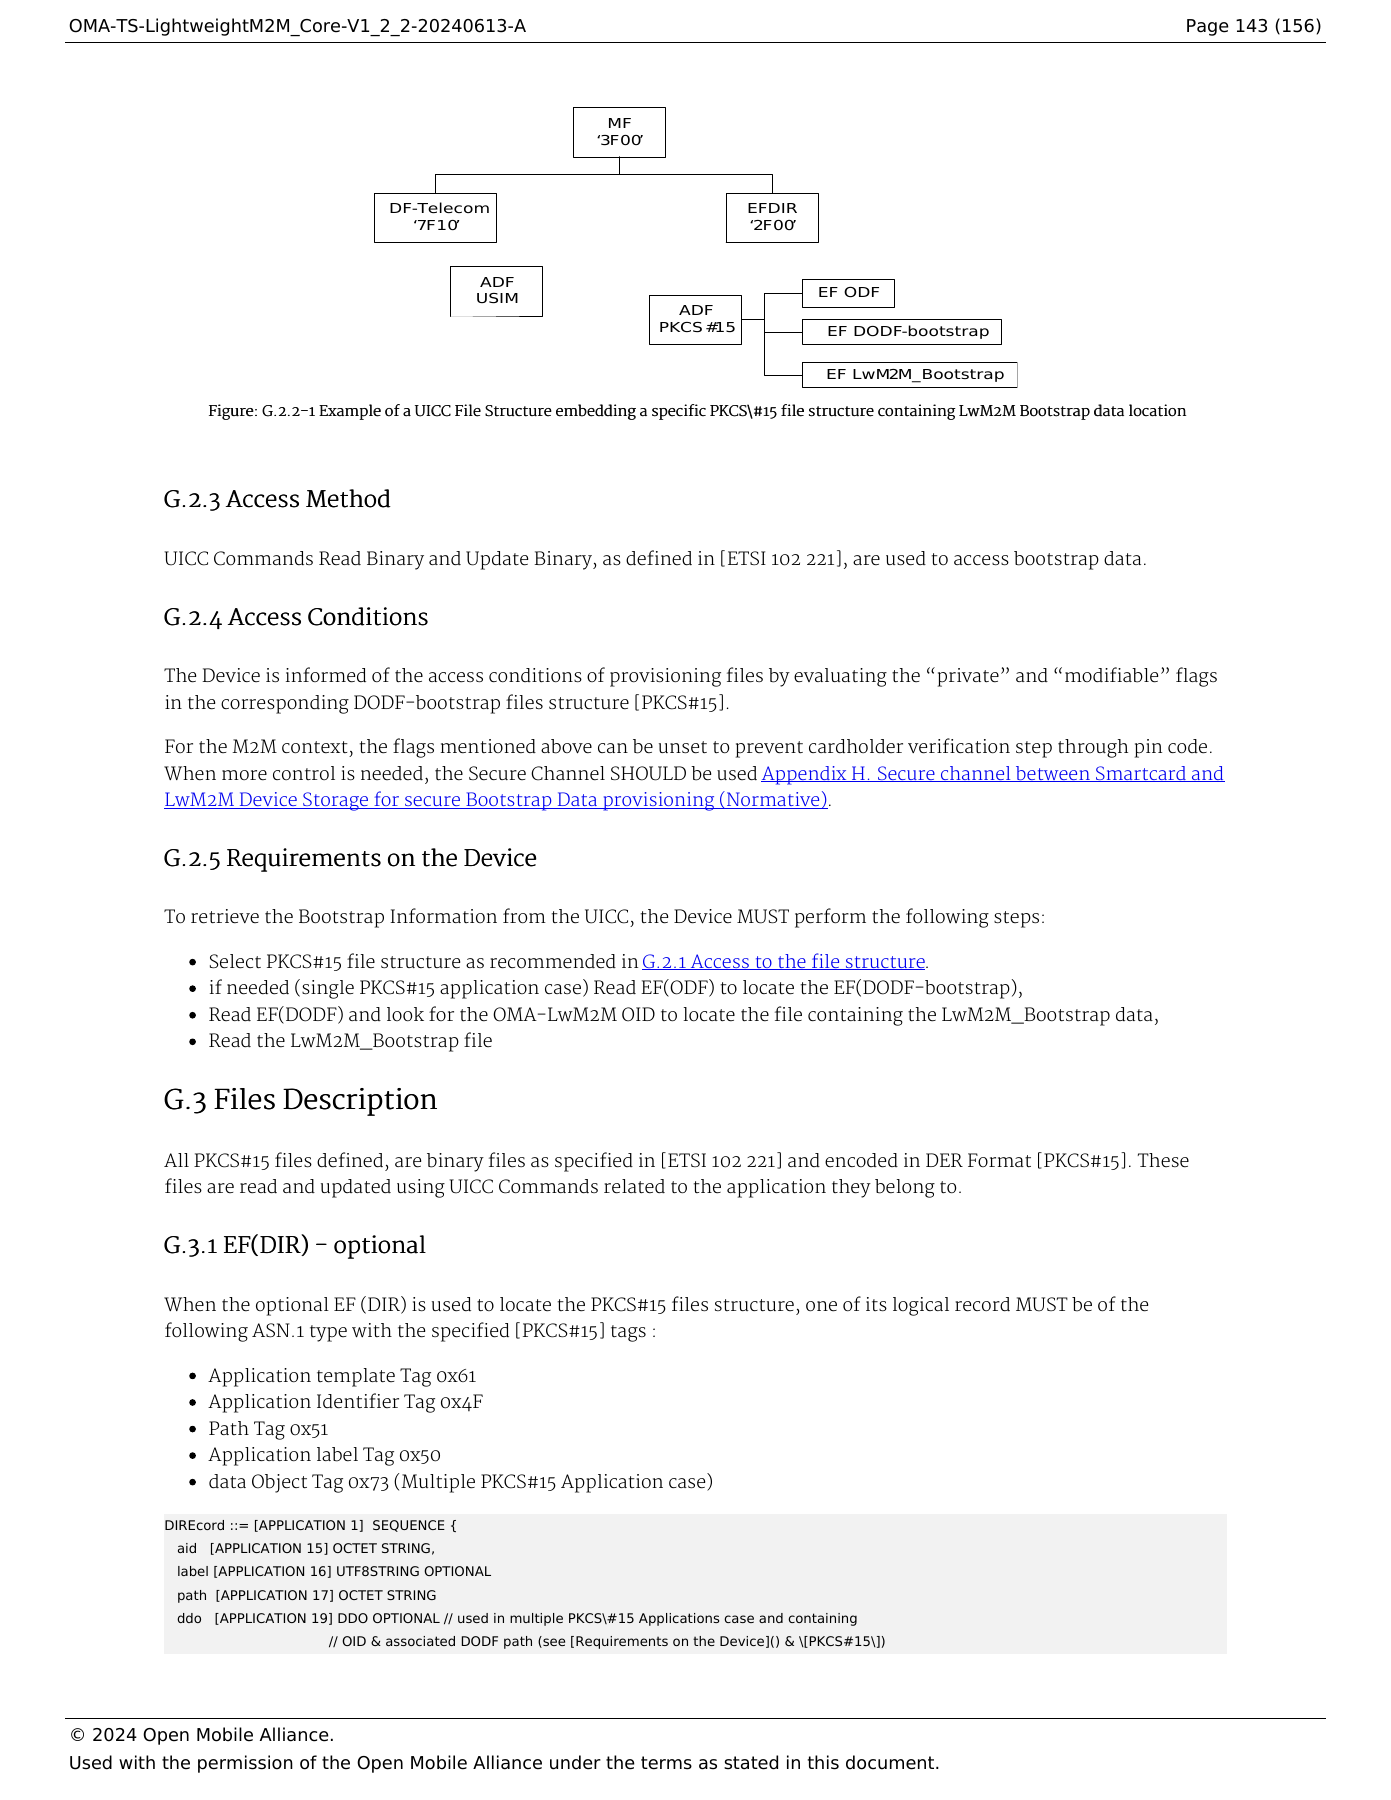 OMA-TS-LightweightM2M_Core-V1_2_2-20240613-A
Page 143 (156)
MF
‘3F00’
DF-Telecom
‘7F10’
EFDIR
‘2F00’
ADF
USIM
ADF
PKCS #15
EF ODF
EF DODF-bootstrap
EF LwM2M_Bootstrap
Figure: G.2.2-1 Example of a UICC File Structure embedding a specific PKCS\#15 file structure containing LwM2M Bootstrap data location
G.2.3 Access Method
UICC Commands Read Binary and Update Binary, as defined in [ETSI 102 221], are used to access bootstrap data.
G.2.4 Access Conditions
The Device is informed of the access conditions of provisioning files by evaluating the “private” and “modifiable” flags
in the corresponding DODF-bootstrap files structure [PKCS#15].
For the M2M context, the flags mentioned above can be unset to prevent cardholder verification step through pin code.
When more control is needed, the Secure Channel SHOULD be used Appendix H. Secure channel between Smartcard and
LwM2M Device Storage for secure Bootstrap Data provisioning (Normative).
G.2.5 Requirements on the Device
To retrieve the Bootstrap Information from the UICC, the Device MUST perform the following steps:
• Select PKCS#15 file structure as recommended in G.2.1 Access to the file structure.
• if needed (single PKCS#15 application case) Read EF(ODF) to locate the EF(DODF-bootstrap),
• Read EF(DODF) and look for the OMA-LwM2M OID to locate the file containing the LwM2M_Bootstrap data,
• Read the LwM2M_Bootstrap file
G.3 Files Description
All PKCS#15 files defined, are binary files as specified in [ETSI 102 221] and encoded in DER Format [PKCS#15]. These
files are read and updated using UICC Commands related to the application they belong to.
G.3.1 EF(DIR) – optional
When the optional EF (DIR) is used to locate the PKCS#15 files structure, one of its logical record MUST be of the
following ASN.1 type with the specified [PKCS#15] tags :
• Application template Tag 0x61
• Application Identifier Tag 0x4F
• Path Tag 0x51
• Application label Tag 0x50
• data Object Tag 0x73 (Multiple PKCS#15 Application case)
DIREcord ::= [APPLICATION 1]  SEQUENCE {
aid   [APPLICATION 15] OCTET STRING,
label [APPLICATION 16] UTF8STRING OPTIONAL
path  [APPLICATION 17] OCTET STRING
ddo   [APPLICATION 19] DDO OPTIONAL // used in multiple PKCS\#15 Applications case and containing
// OID & associated DODF path (see [Requirements on the Device]() & \[PKCS#15\])
© 2024 Open Mobile Alliance.
Used with the permission of the Open Mobile Alliance under the terms as stated in this document.